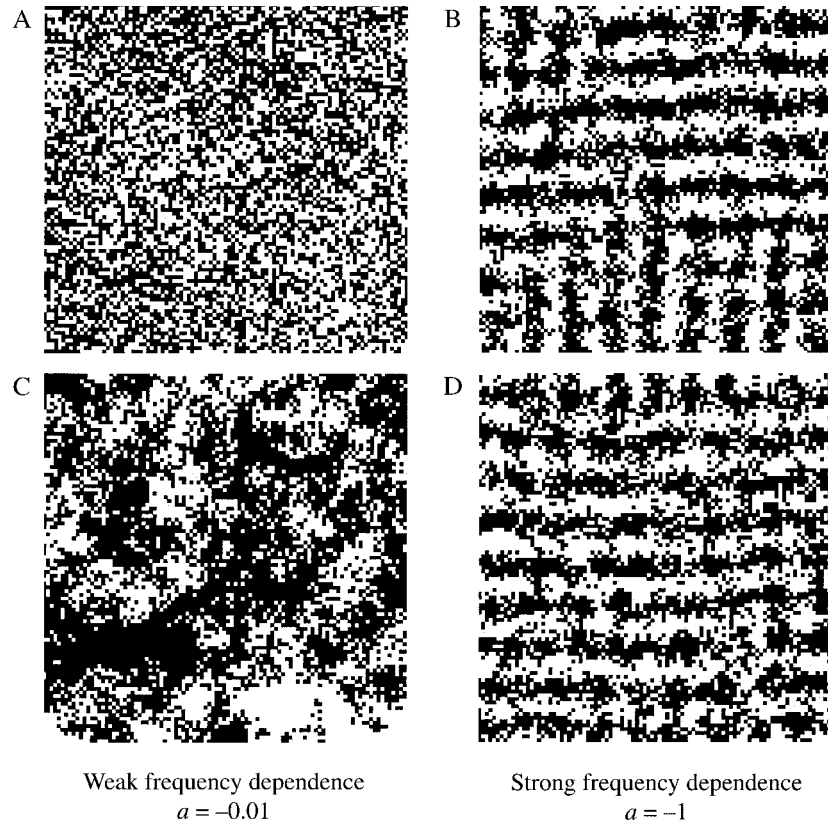 A
B
C
D
Weak frequency dependence
a = –0.01
Strong frequency dependence
a = –1